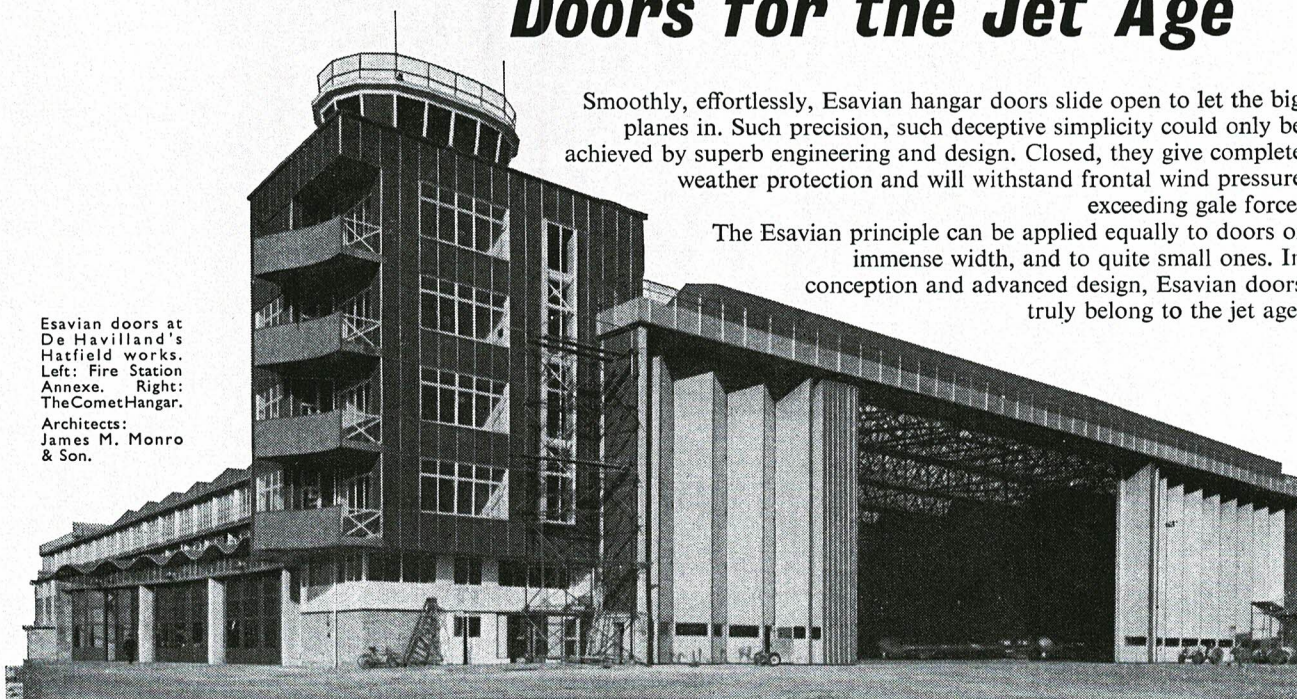 Doors for the Jet Age
Smoothly, effortlessly, Esavian hangar doors slide open to let the big
planes in. Such precision, such deceptive simplicity could only be
achieved by superb engineering and design. Closed, they give complete
weather protection and will withstand frontal wind pressure
exceeding gale force
The Esavian principle can be applied equally to doors o
immense width, and to quite small ones. In
conception and advanced design, Esavian doors
truly belong to the jet age
Esavian doors at
De Havilland's
Hatfield works.
Left: Fire Station
Annexe. Right:
TheCometHangar.
Architects:
James M. Monro
& Son.